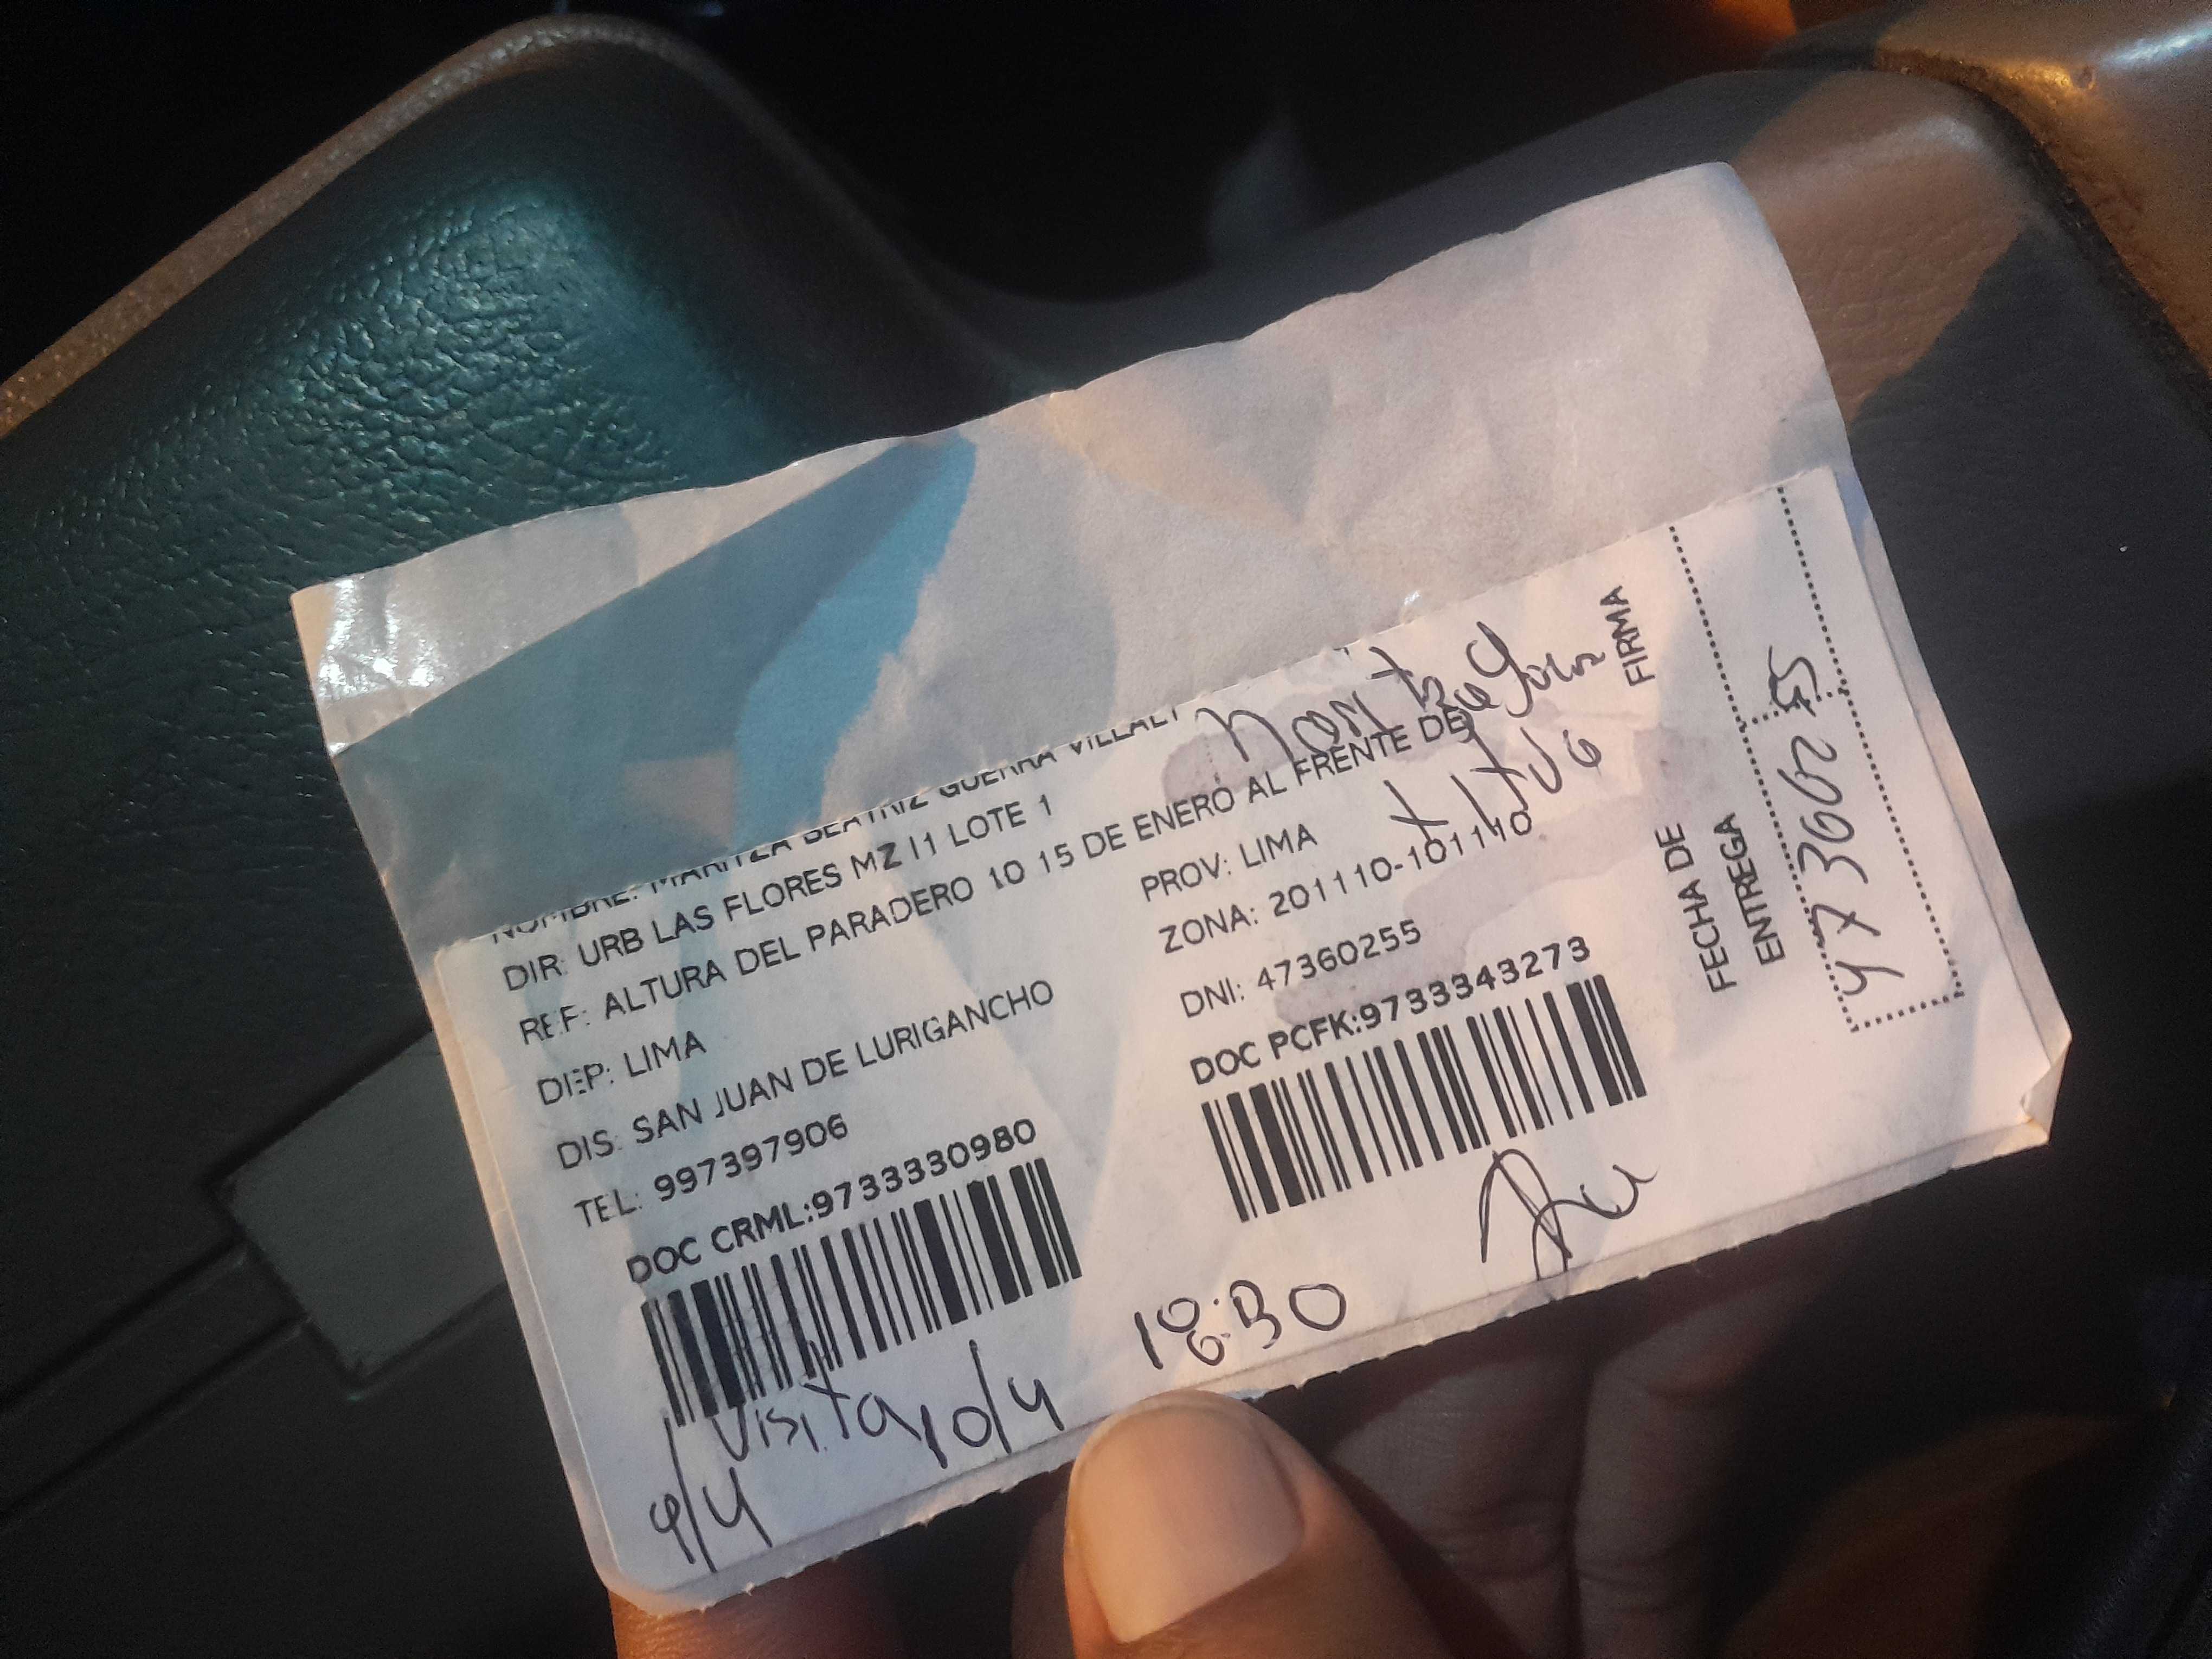 NOMBRE: MARITZA BEATRIZ GUERRA VILLALT
DIR: URB LAS FLORES MZ I1 LOTE 1
REF: ALTURA DEL PARADERO 10 15 DE ENERO AL FRENTE DE
DEP: LIMA
PROV: LIMA
DIS: SAN JUAN DE LURIGANCHO
ZONA: 201110-101110
TEL: 997397906
DNI: 47360255
DOC CRML:9733330980
DOC PCFK:9733343273
FIRMA
FECHA DE
ENTREGA
47360255
Visita 10/4
18:30
9/4